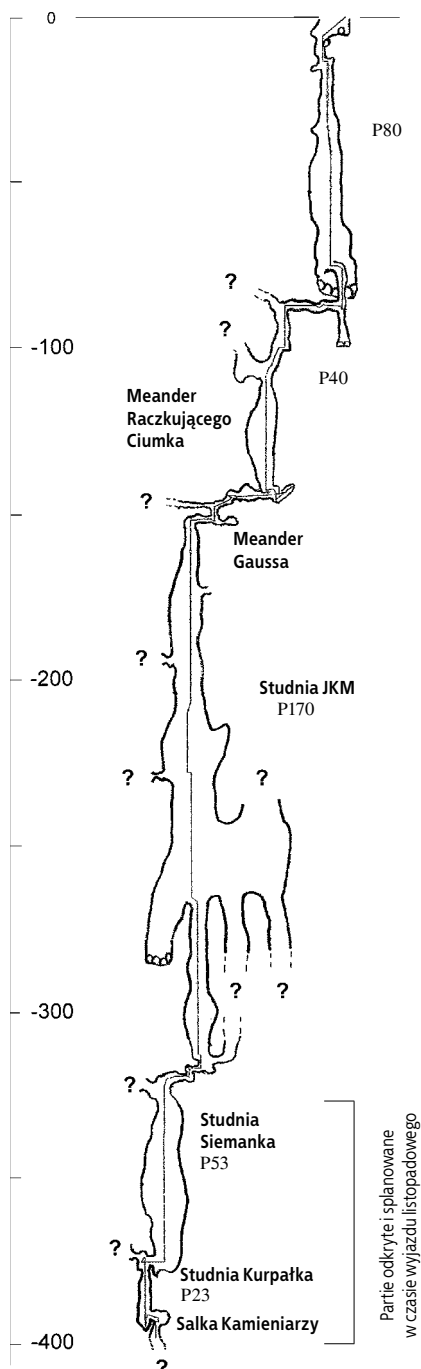 0
P80
?
?
-100
P40
Meander
Raczkującego
Ciumka
?
Meander
Gaussa
?
-200
Studnia JKM
P170
?
?
?
?
-300
?
Studnia
Siemanka
P53
Partie odkryte i splanowane
w czasie wyjazdu listopadowego
?
Studnia Kurpałka
P23
Salka Kamieniarzy
-400
?